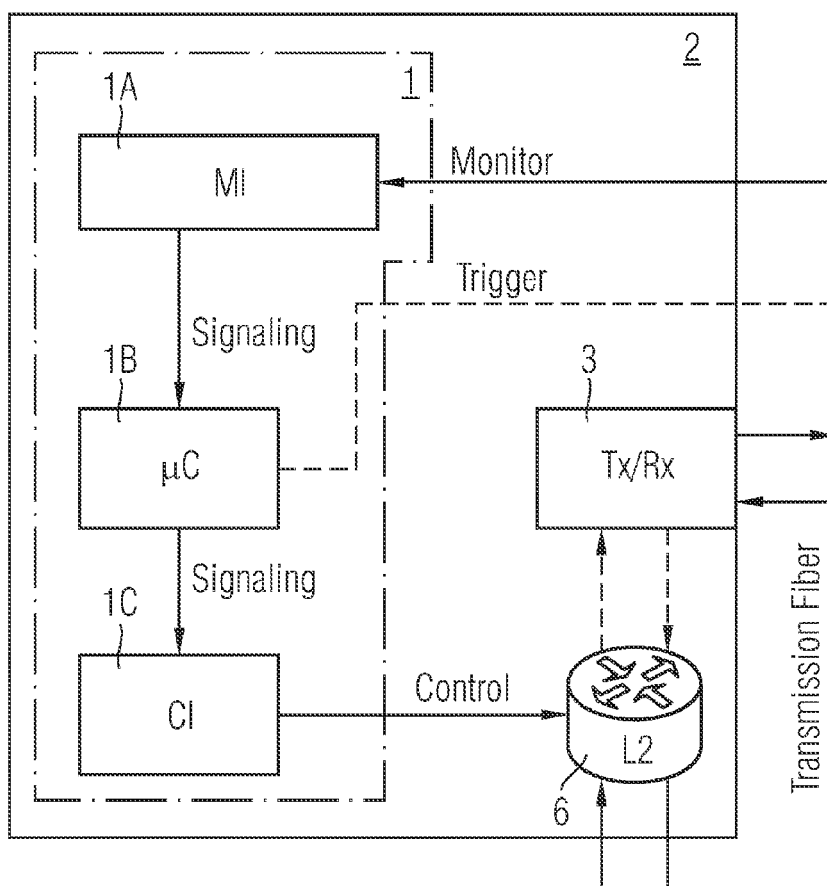 2
1
1A
MI
Monitor
Trigger
Signaling
1B
μC
3
Tx/Rx
Signaling
1C
CI
Control
L2
6
Transmission Fiber